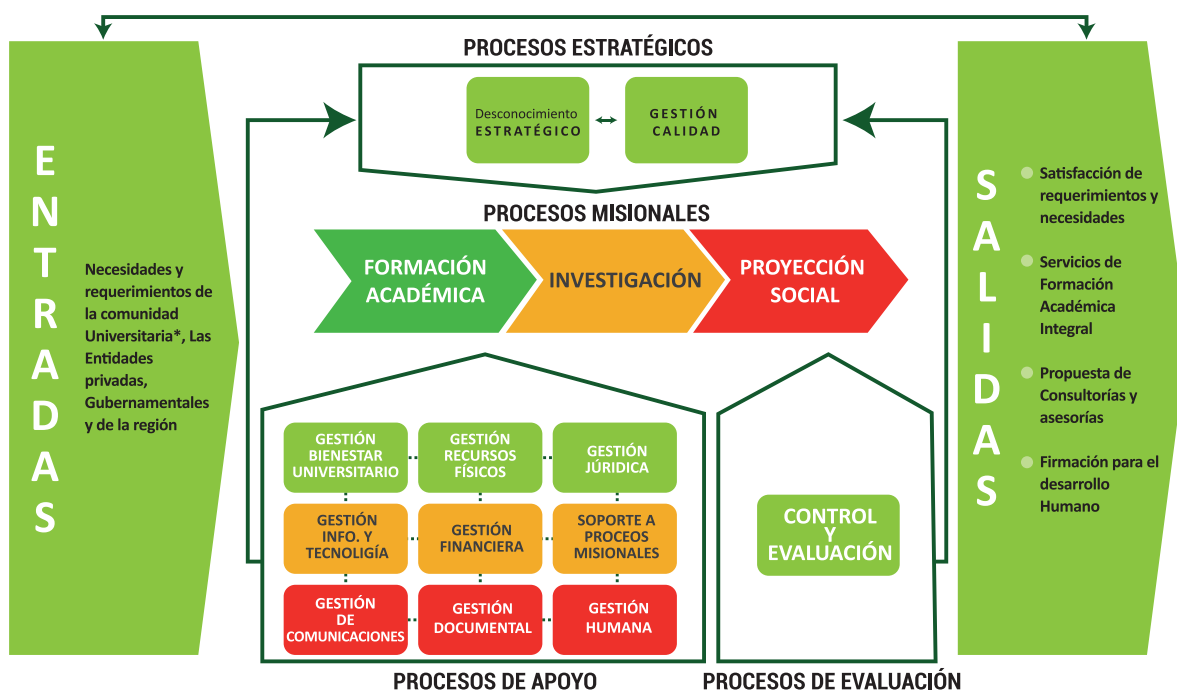 PROCESOS ESTRATÉGICOS
Desconocimiento
ESTRATÉGICO
GESTIÓN
CALIDAD
ENTRADAS
Necesidades y
requerimientos de
la comunidad
Universitaria*, Las
Entidades
privadas,
Gubernamentales
y de la región
PROCESOS MISIONALES
FORMACIÓN
ACADÉMICA
INVESTIGACIÓN
PROYECCIÓN
SOCIAL
GESTIÓN
BIENESTAR
UNIVERSITARIO
GESTIÓN
RECURSOS
FÍSICOS
GESTIÓN
JÚRIDICA
GESTIÓN
INFO. Y
TECNOLIGÍA
GESTIÓN
FINANCIERA
SOPORTE A
PROCEOS
MISIONALES
GESTIÓN
DE
COMUNICACIONES
GESTIÓN
DOCUMENTAL
GESTIÓN
HUMANA
PROCESOS DE APOYO
CONTROL
Y
EVALUACIÓN
PROCESOS DE EVALUACIÓN
SALIDAS
Satisfacción de
requerimientos y
necesidades
Servicios de
Formación
Académica
Integral
Propuesta de
Consultorías y
asesorías
Firmación para el
desarrollo
Humano